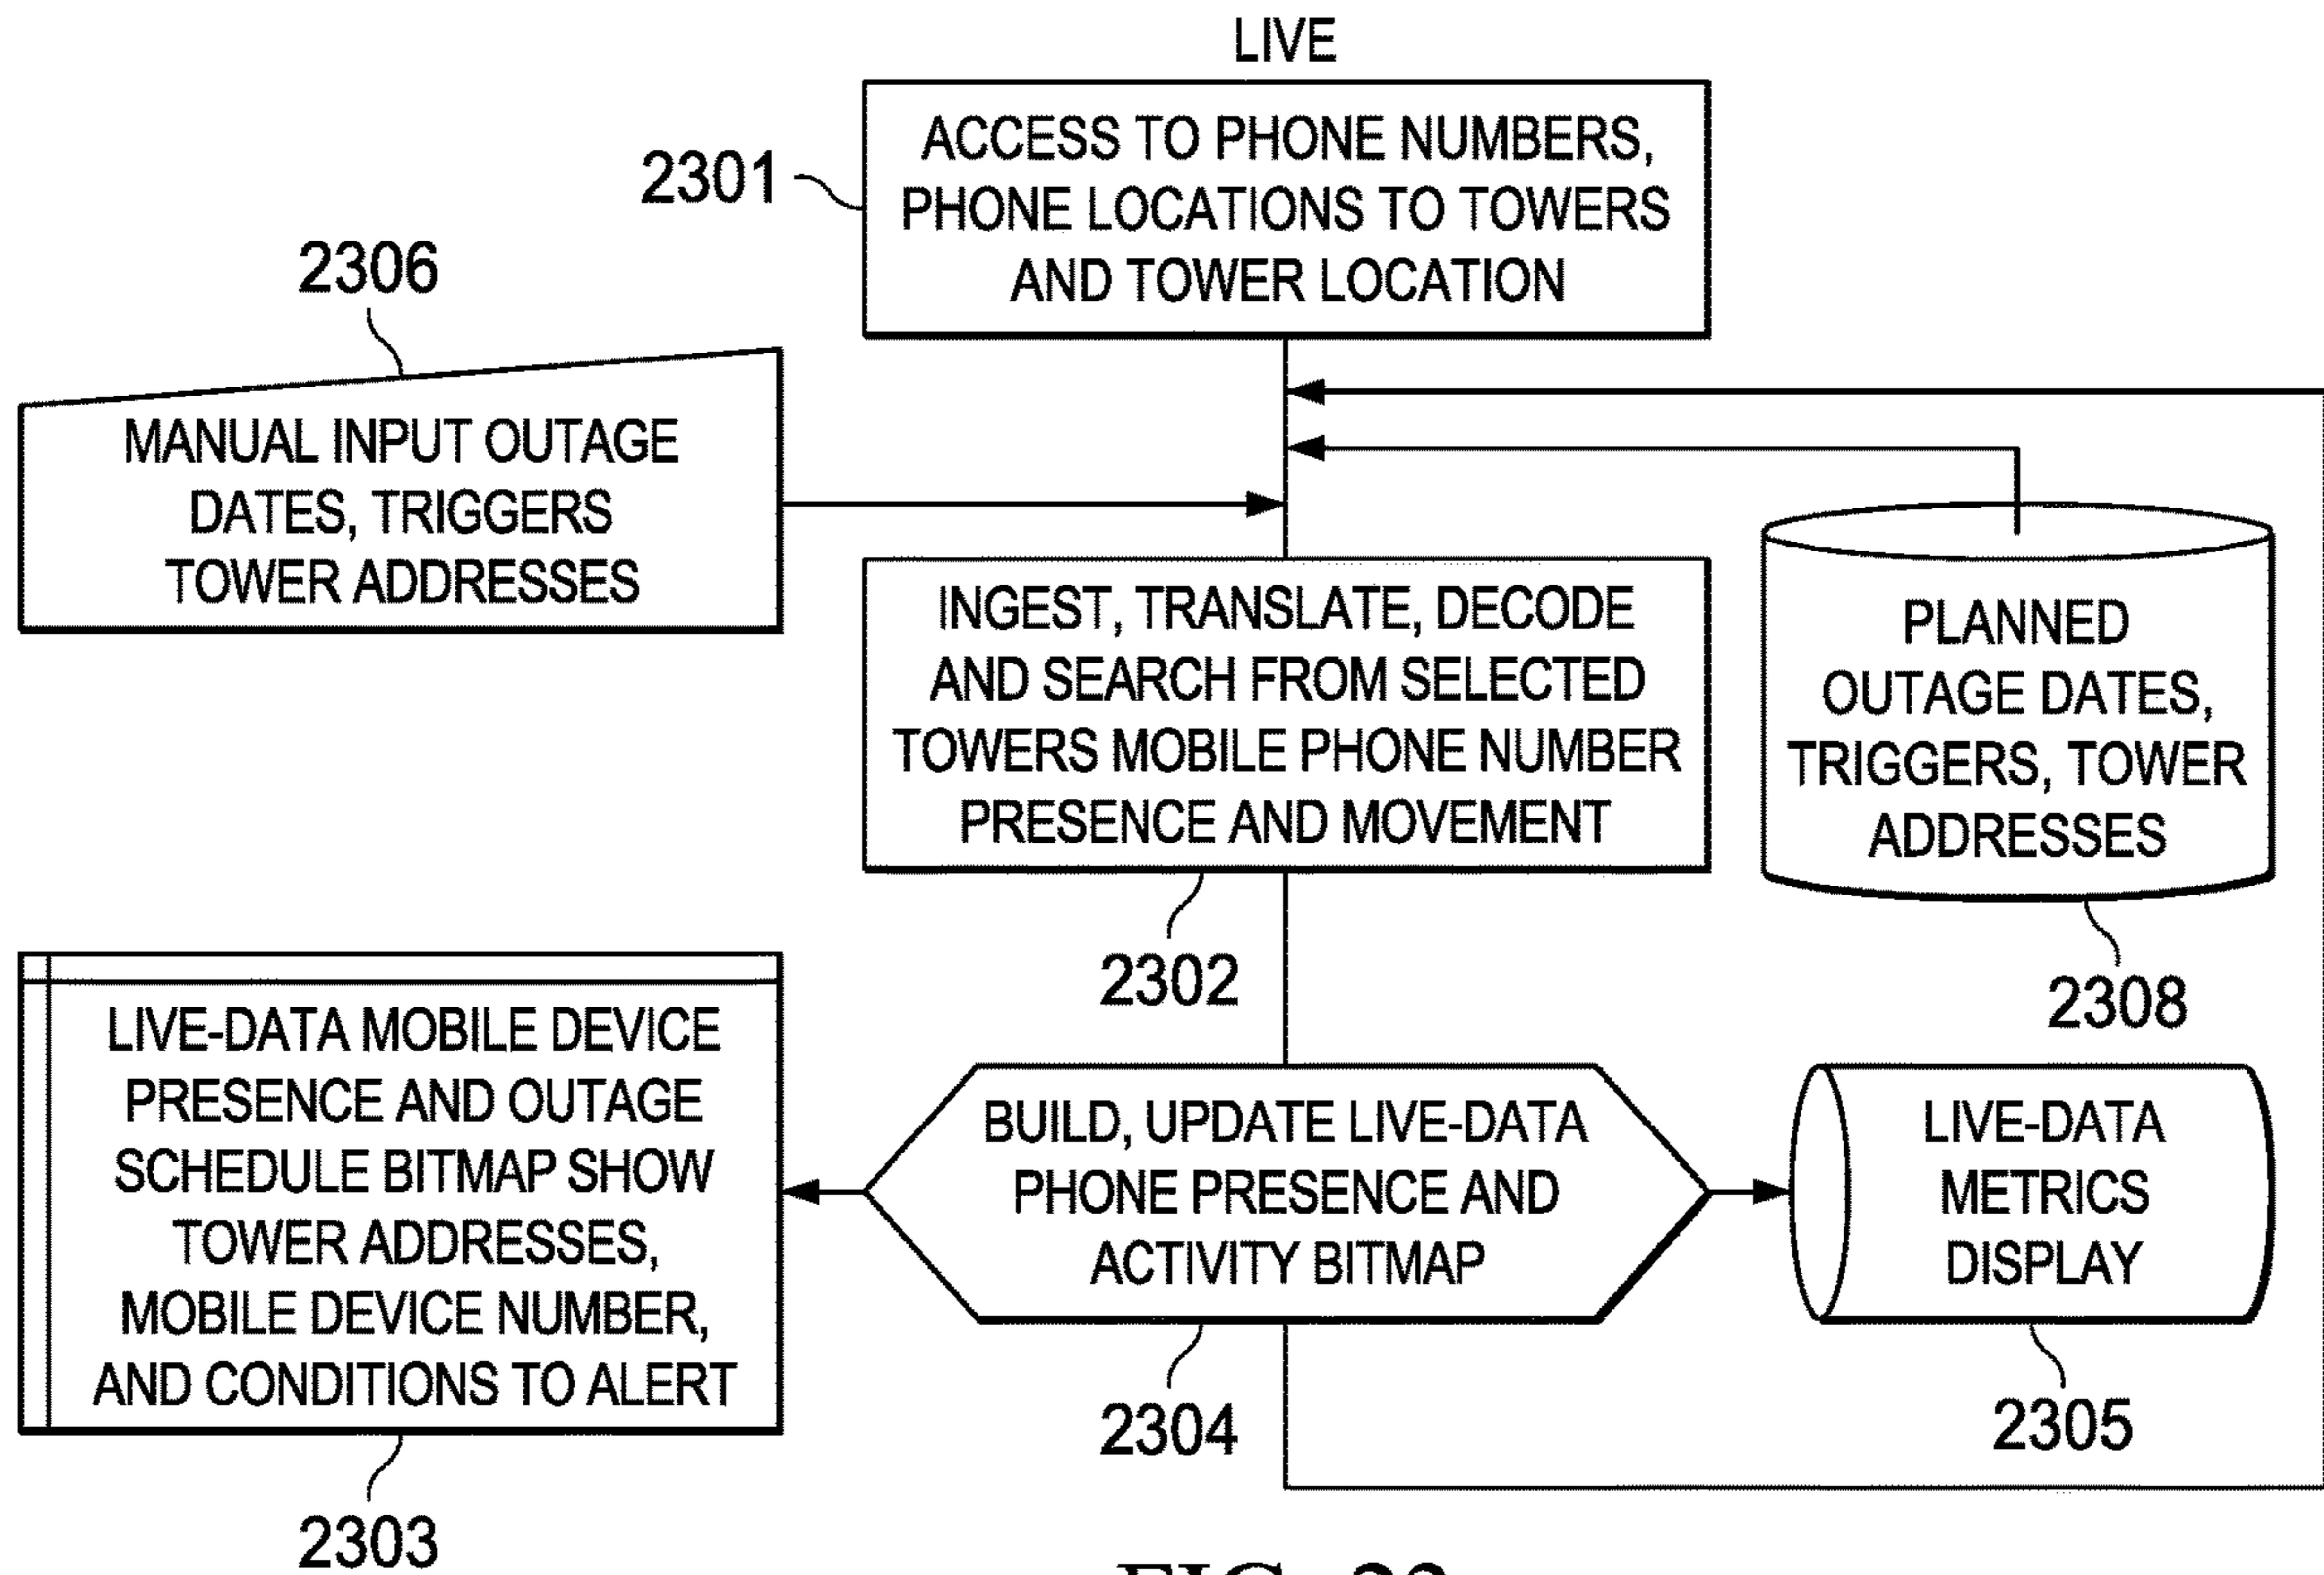 LIVE
ACCESS TO PHONE NUMBERS,
PHONE LOCATIONS TO TOWERS
AND TOWER LOCATION
2301
2306
MANUAL INPUT OUTAGE
DATES, TRIGGERS
TOWER ADDRESSES
INGEST, TRANSLATE, DECODE
AND SEARCH FROM SELECTED
TOWERS MOBILE PHONE NUMBER
PRESENCE AND MOVEMENT
2302
PLANNED
OUTAGE DATES,
TRIGGERS, TOWER
ADDRESSES
2308
LIVE-DATA MOBILE DEVICE
PRESENCE AND OUTAGE
SCHEDULE BITMAP SHOW
TOWER ADDRESSES,
MOBILE DEVICE NUMBER,
AND CONDITIONS TO ALERT
2303
BUILD, UPDATE LIVE-DATA
PHONE PRESENCE AND
ACTIVITY BITMAP
2304
LIVE-DATA
METRICS
DISPLAY
2305